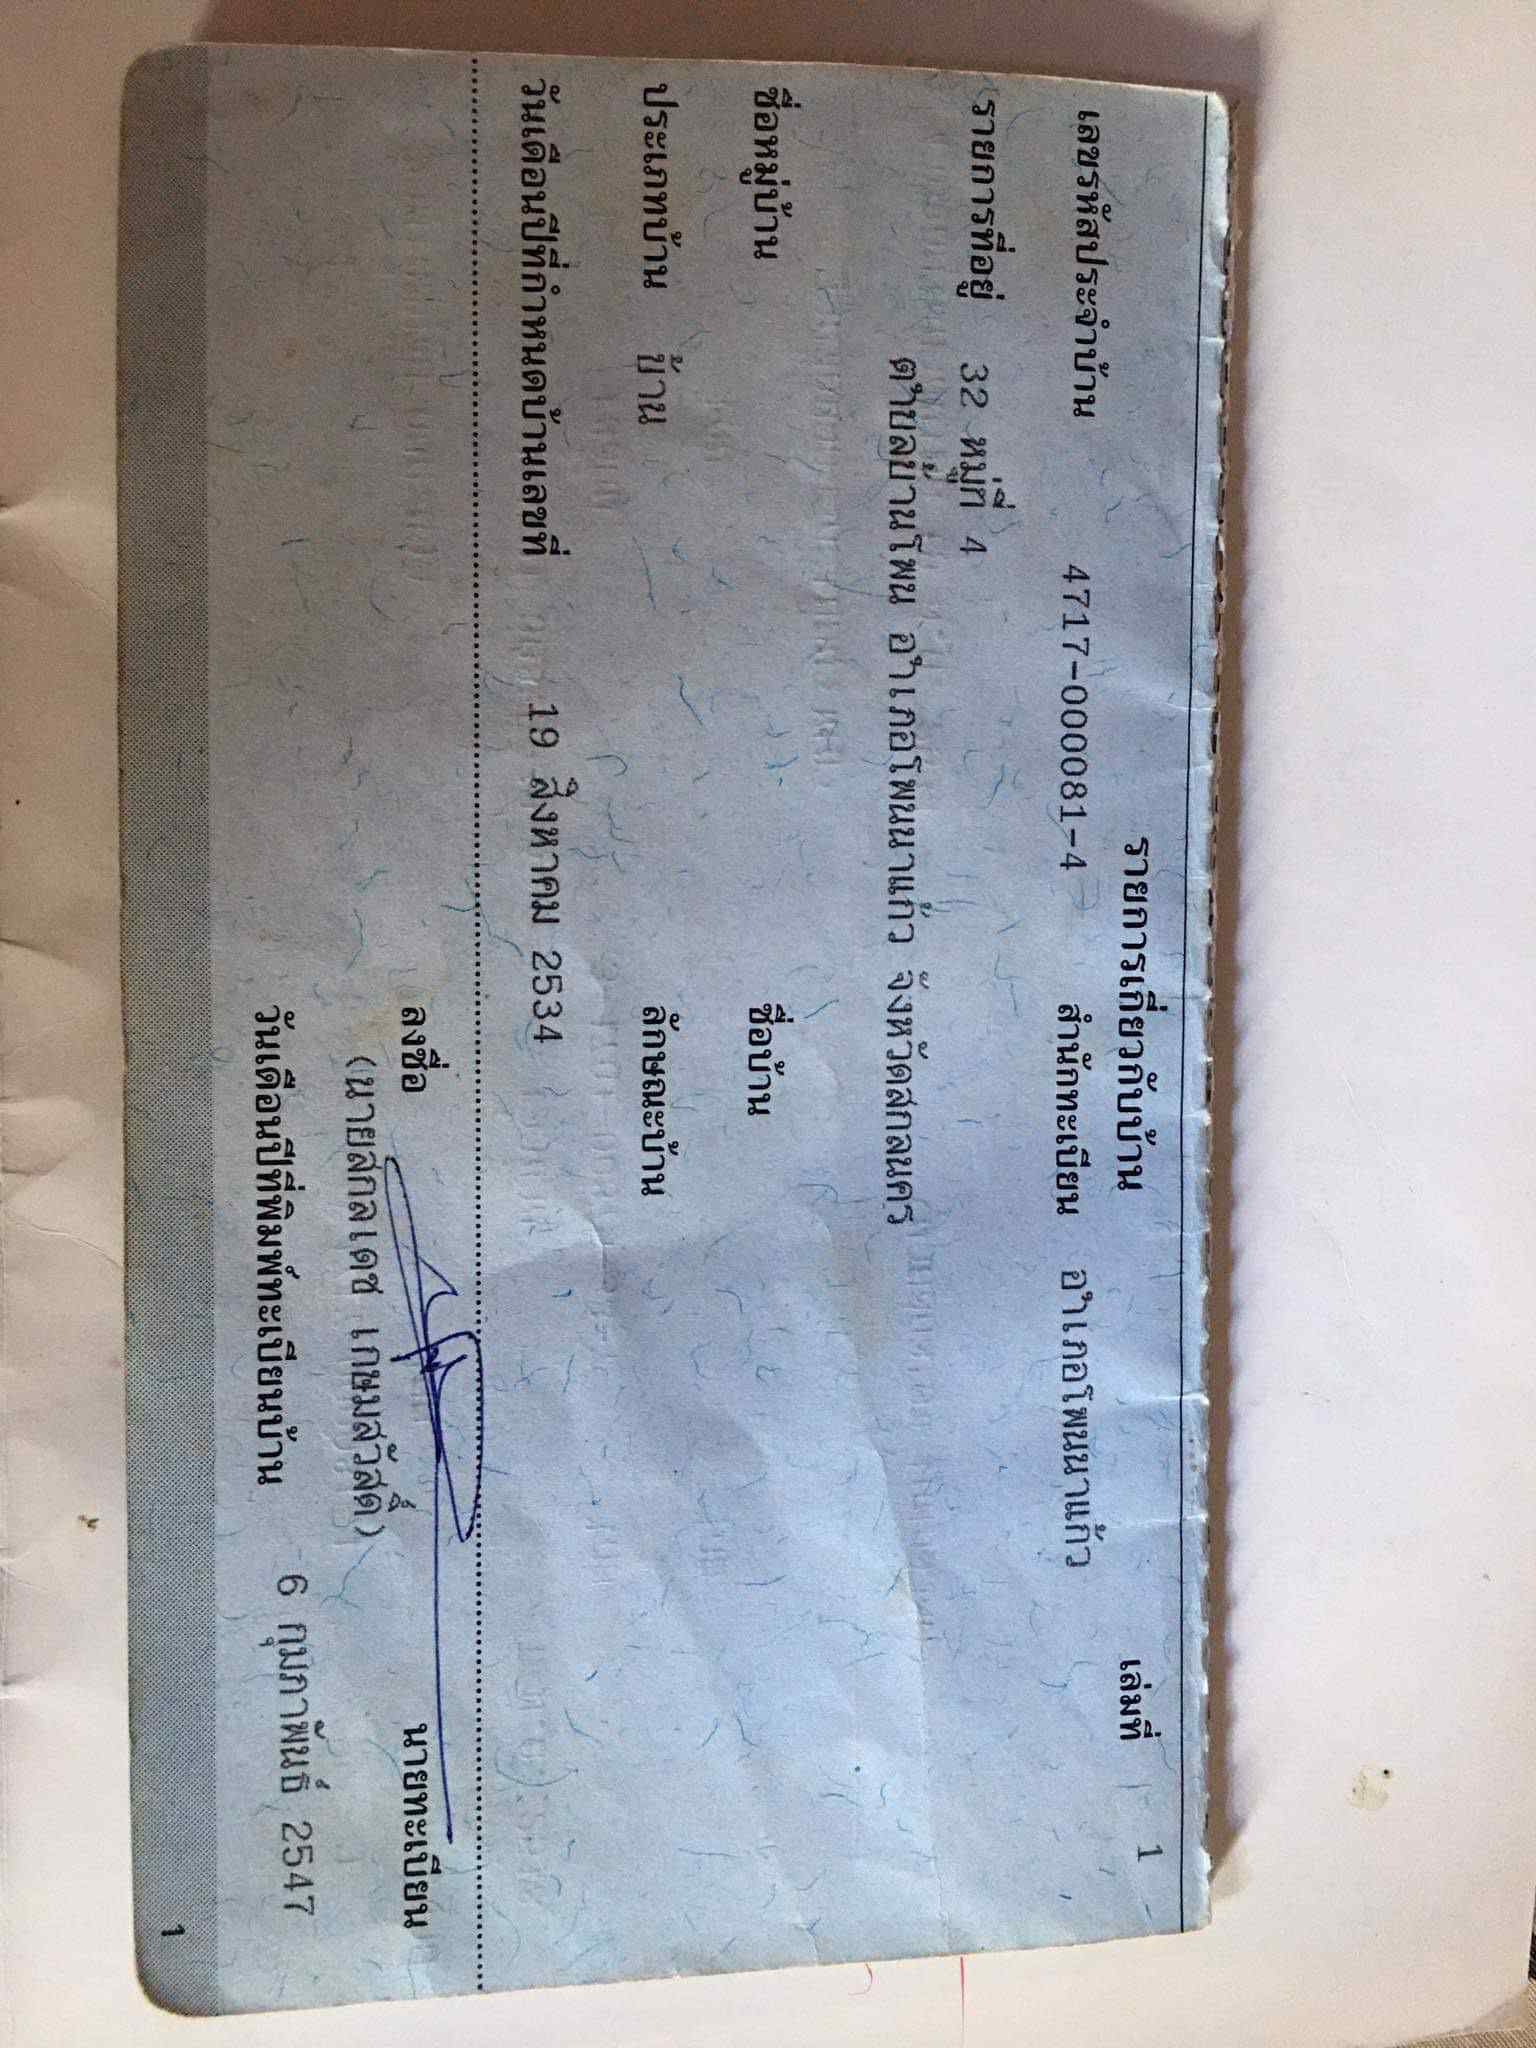 รายการเกี่ยวกับบ้าน เล่มที่ 1
เลขรหัสประจำบ้าน 4717-000081-4 สำนักทะเบียน อำเภอโพนนาแก้ว
รายการที่อยู่ 32 หมู่ที่ 4
ตำบลบ้านโพน อำเภอโพนนาแก้ว จังหวัดสกลนคร
ชื่อหมู่บ้าน ชื่อบ้าน
ประเภทบ้าน บ้าน ลักษณะบ้าน
วันเดือนปีที่กำหนดบ้านเลขที่ 19 สิงหาคม 2534
ลงชื่อ นายทะเบียน
(นายสกลเดช เกษมสวัสดิ์)
วันเดือนปีที่พิมพ์ทะเบียนบ้าน 6 กุมภาพันธ์ 2547
1